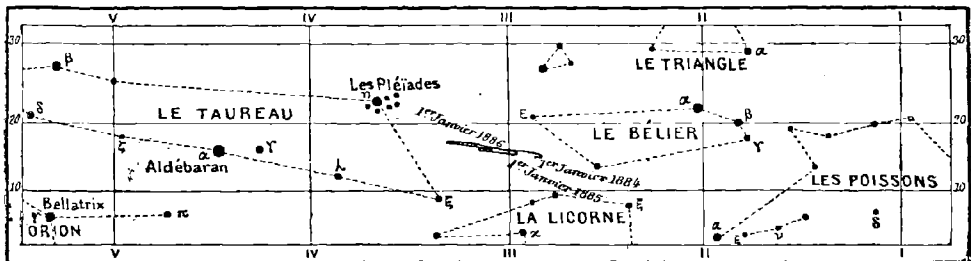 V IV III II I
30 30
β
LE TRIANGLE α
Les Pléïades
η
δ
LE TAUREAU
α
20 20
ε LE BÉLIER β
1er Janvier 1886
ζ
γ
α γ
Aldébaran
1er Janvier 1884
λ
1er Janvier 1885
LES POISSONS
10 10
ξ
ξ
Bellatrix
γ π
LA LICORNE
ORION
α
α
ξ ν
δ
V IV III II I